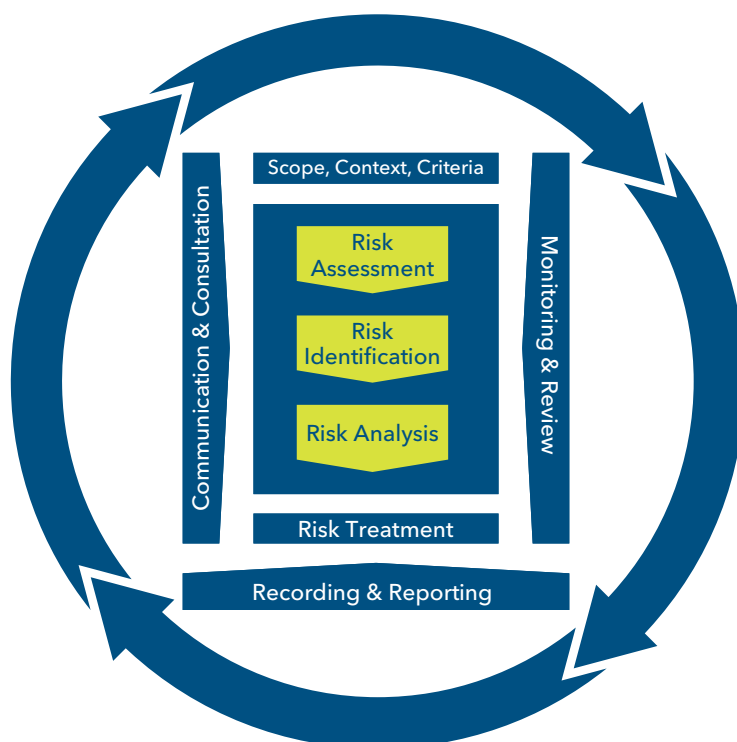 Scope, Context, Criteria
Communication & Consultation
Risk
Assessment
Risk
Identification
Risk Analysis
Monitoring & Review
Risk Treatment
Recording & Reporting